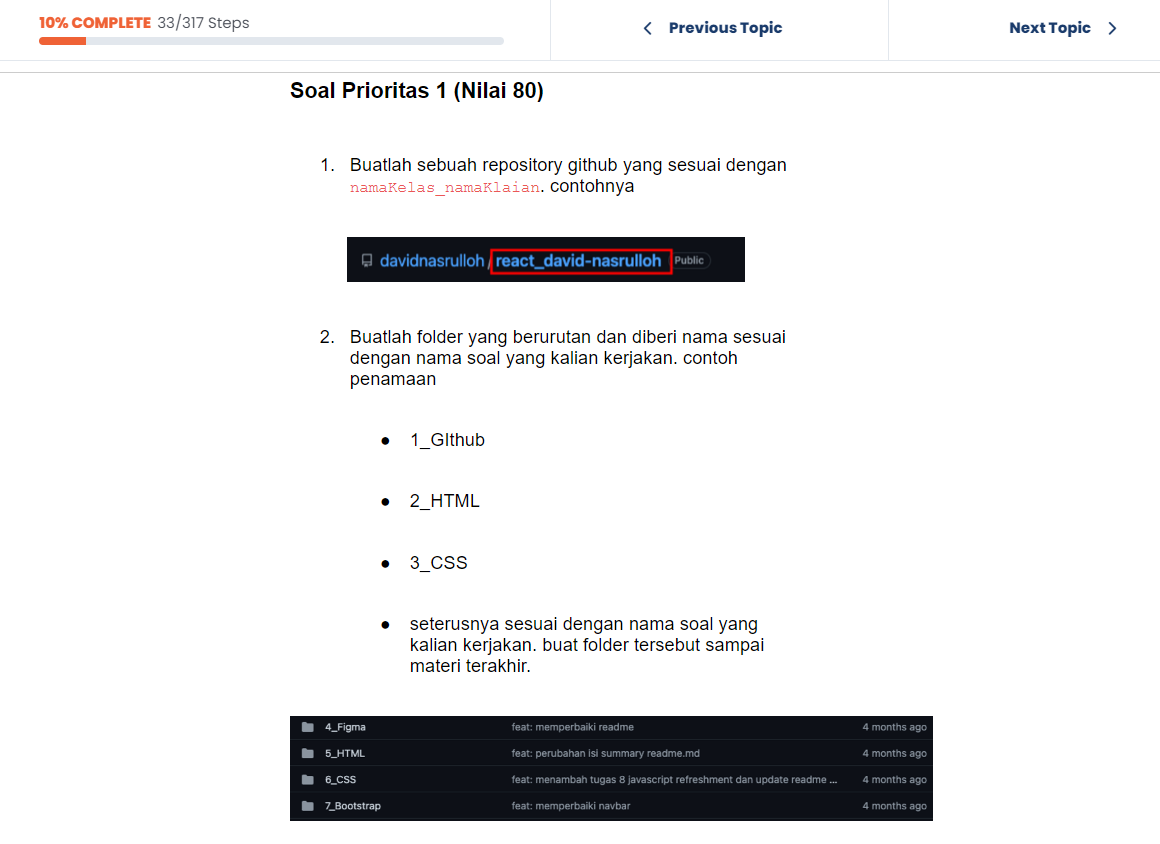 10% COMPLETE 33/317 Steps
Previous Topic
Next Topic
Soal Prioritas 1 (Nilai 80)
1. Buatlah sebuah repository github yang sesuai dengan
namaKelas_namaKlaian. contohnya
davidnasrulloh / react_david-nasrulloh Public
2. Buatlah folder yang berurutan dan diberi nama sesuai
dengan nama soal yang kalian kerjakan. contoh
penamaan
● 1_GIthub
● 2_HTML
● 3_CSS
● seterusnya sesuai dengan nama soal yang
kalian kerjakan. buat folder tersebut sampai
materi terakhir.
4_Figma feat: memperbaiki readme 4 months ago
5_HTML feat: perubahan isi summary readme.md 4 months ago
6_CSS feat: menambah tugas 8 javascript refreshment dan update readme ... 4 months ago
7_Bootstrap feat: memperbaiki navbar 4 months ago